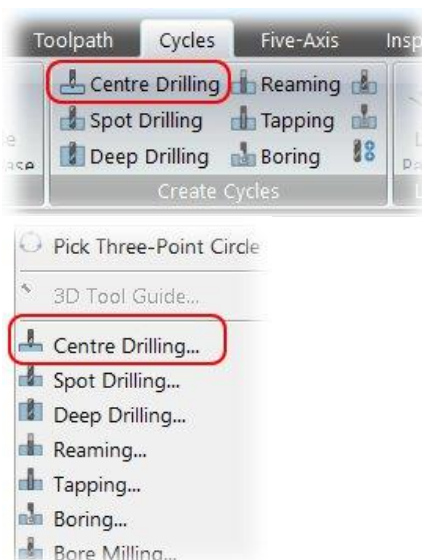 Toolpath Cycles Five-Axis Insp
Centre Drilling Reaming
Spot Drilling Tapping
Deep Drilling Boring
Create Cycles
Pick Three-Point Circle
3D Tool Guide...
Centre Drilling...
Spot Drilling...
Deep Drilling...
Reaming...
Tapping...
Boring...
Bore Milling...